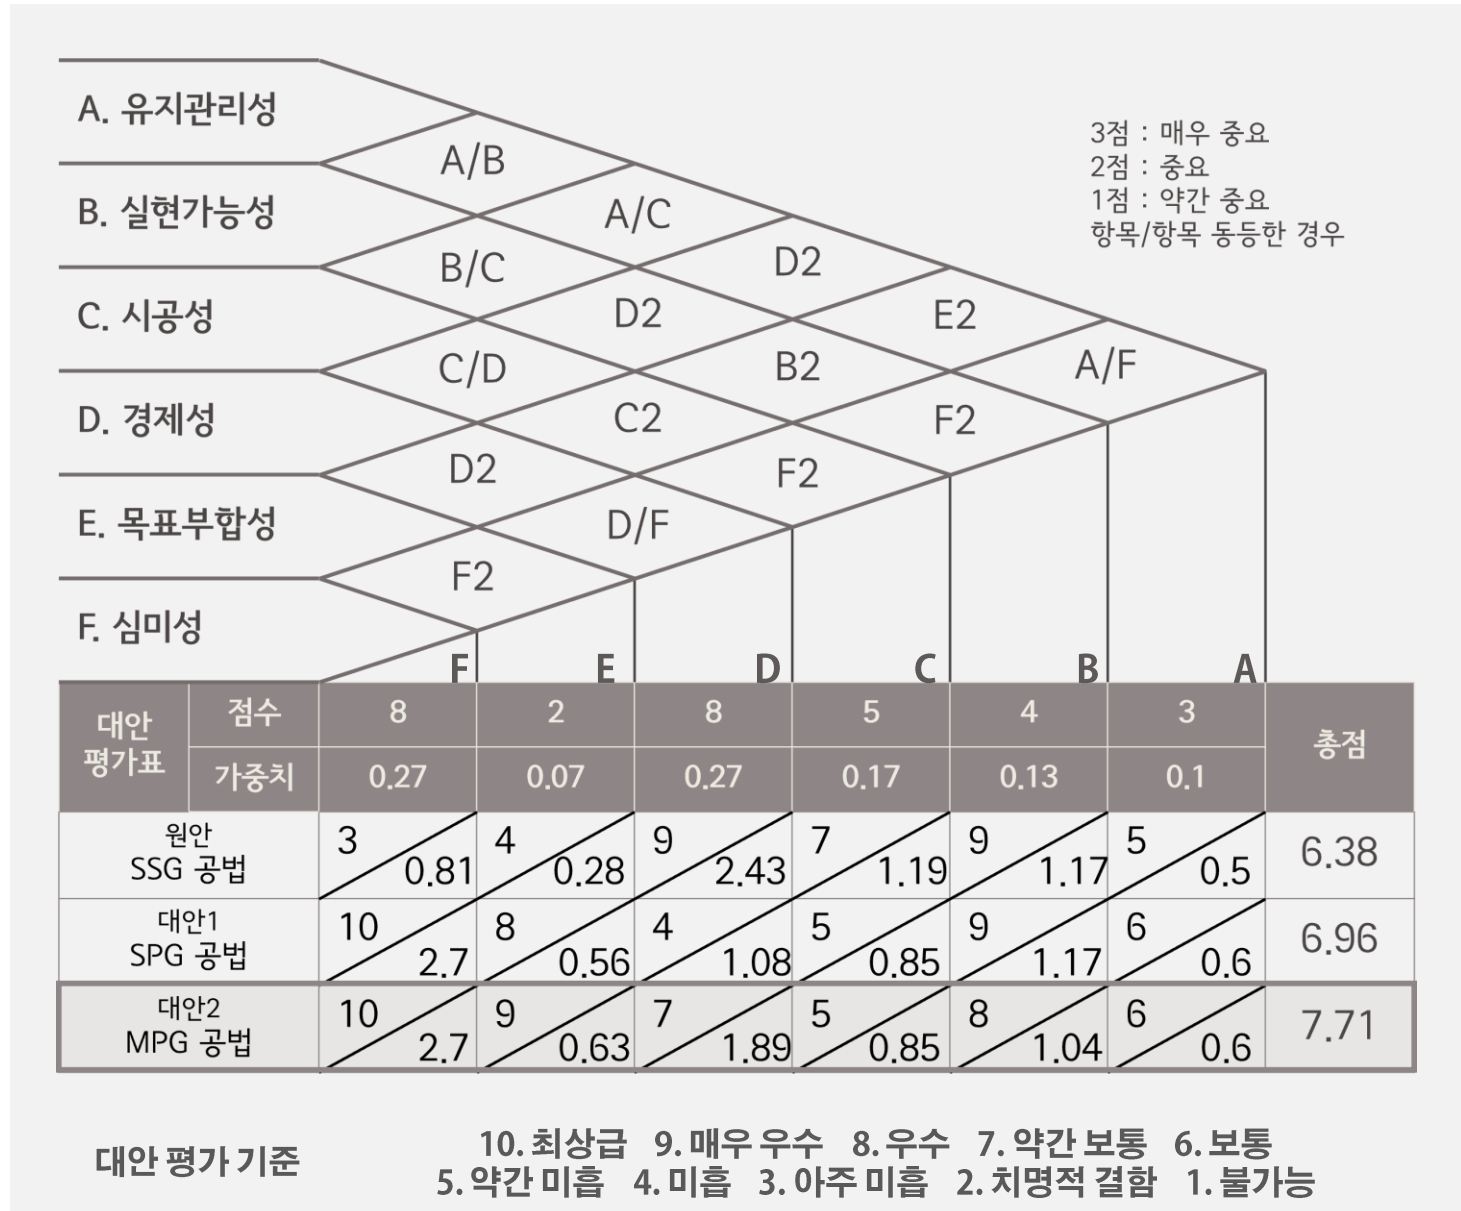 A. 유지관리성
A/B
3점 : 매우 중요
2점 : 중요
1점 : 약간 중요
항목/항목 동등한 경우
B. 실현가능성
A/C
B/C
D2
C. 시공성
D2
E2
C/D
B2
A/F
D. 경제성
C2
F2
D2
F2
E. 목표부합성
D/F
F2
F. 심미성
F E D C B A
대안 평가표 점수 8 2 8 5 4 3 총점
가중치 0.27 0.07 0.27 0.17 0.13 0.1
원안
SSG 공법
3 0.81 4 0.28 9 2.43 7 1.19 9 1.17 5 0.5 6.38
대안1
SPG 공법
10 2.7 8 0.56 4 1.08 5 0.85 9 1.17 6 0.6 6.96
대안2
MPG 공법
10 2.7 9 0.63 7 1.89 5 0.85 8 1.04 6 0.6 7.71
대안 평가 기준
10. 최상급 9. 매우 우수 8. 우수 7. 약간 보통 6. 보통
5. 약간 미흡 4. 미흡 3. 아주 미흡 2. 치명적 결함 1. 불가능